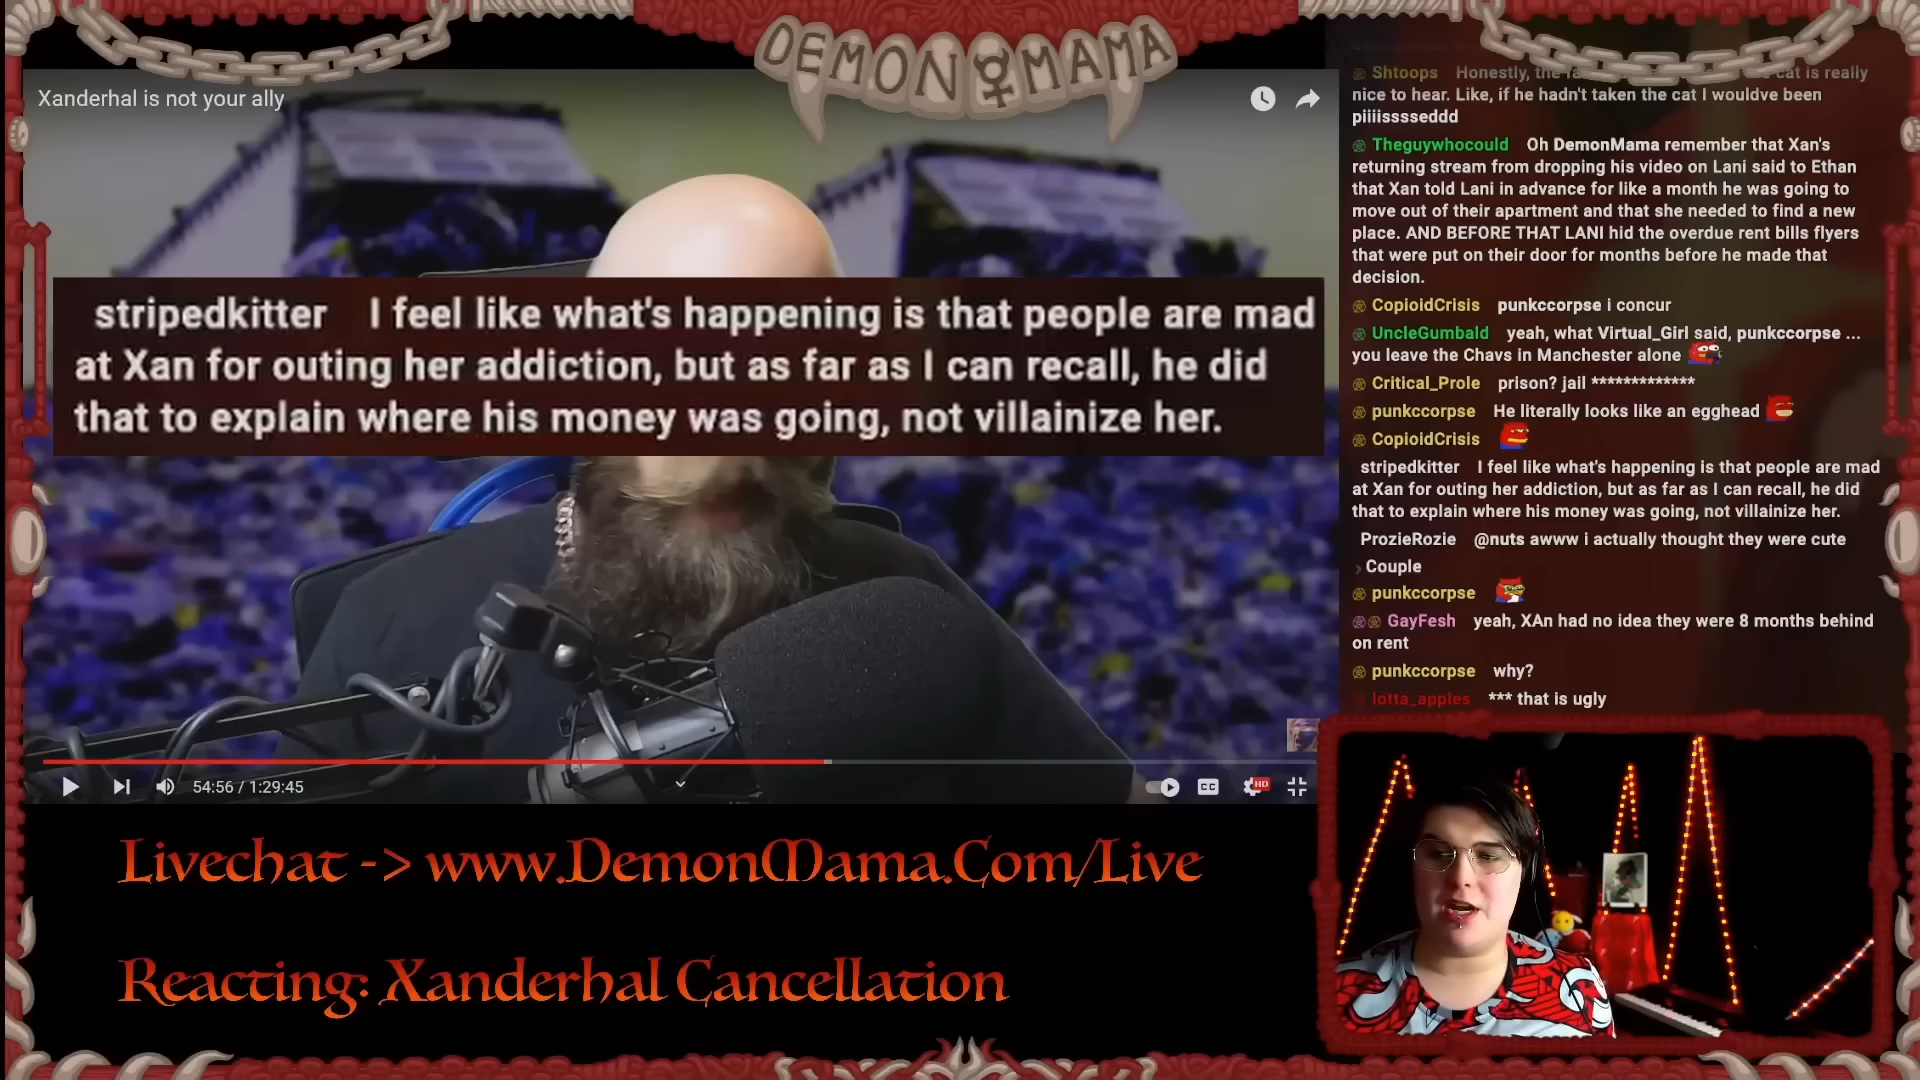 DEMON MAMA
Xanderhal is not your ally
stripedkitter I feel like what's happening is that people are mad
at Xan for outing her addiction, but as far as I can recall, he did
that to explain where his money was going, not villainize her.
54:56 / 1:29:45
CC
HD
Livechat -> www.DemonMama.Com/Live
Reacting: Xanderhal Cancellation
Shtoops Honestly, the cat is really
nice to hear. Like, if he hadn't taken the cat I wouldve been
piiiisssseddd
Theguywhocould Oh DemonMama remember that Xan's
returning stream from dropping his video on Lani said to Ethan
that Xan told Lani in advance for like a month he was going to
move out of their apartment and that she needed to find a new
place. AND BEFORE THAT LANI hid the overdue rent bills flyers
that were put on their door for months before he made that
decision.
CopioidCrisis punkccorpse i concur
UncleGumbald yeah, what Virtual_Girl said, punkccorpse ...
you leave the Chavs in Manchester alone
Critical_Prole prison? jail *************
punkccorpse He literally looks like an egghead
CopioidCrisis
stripedkitter I feel like what's happening is that people are mad
at Xan for outing her addiction, but as far as I can recall, he did
that to explain where his money was going, not villainize her.
ProzieRozie @nuts awww i actually thought they were cute
Couple
punkccorpse
GayFesh yeah, XAn had no idea they were 8 months behind
on rent
punkccorpse why?
lotta_apples *** that is ugly